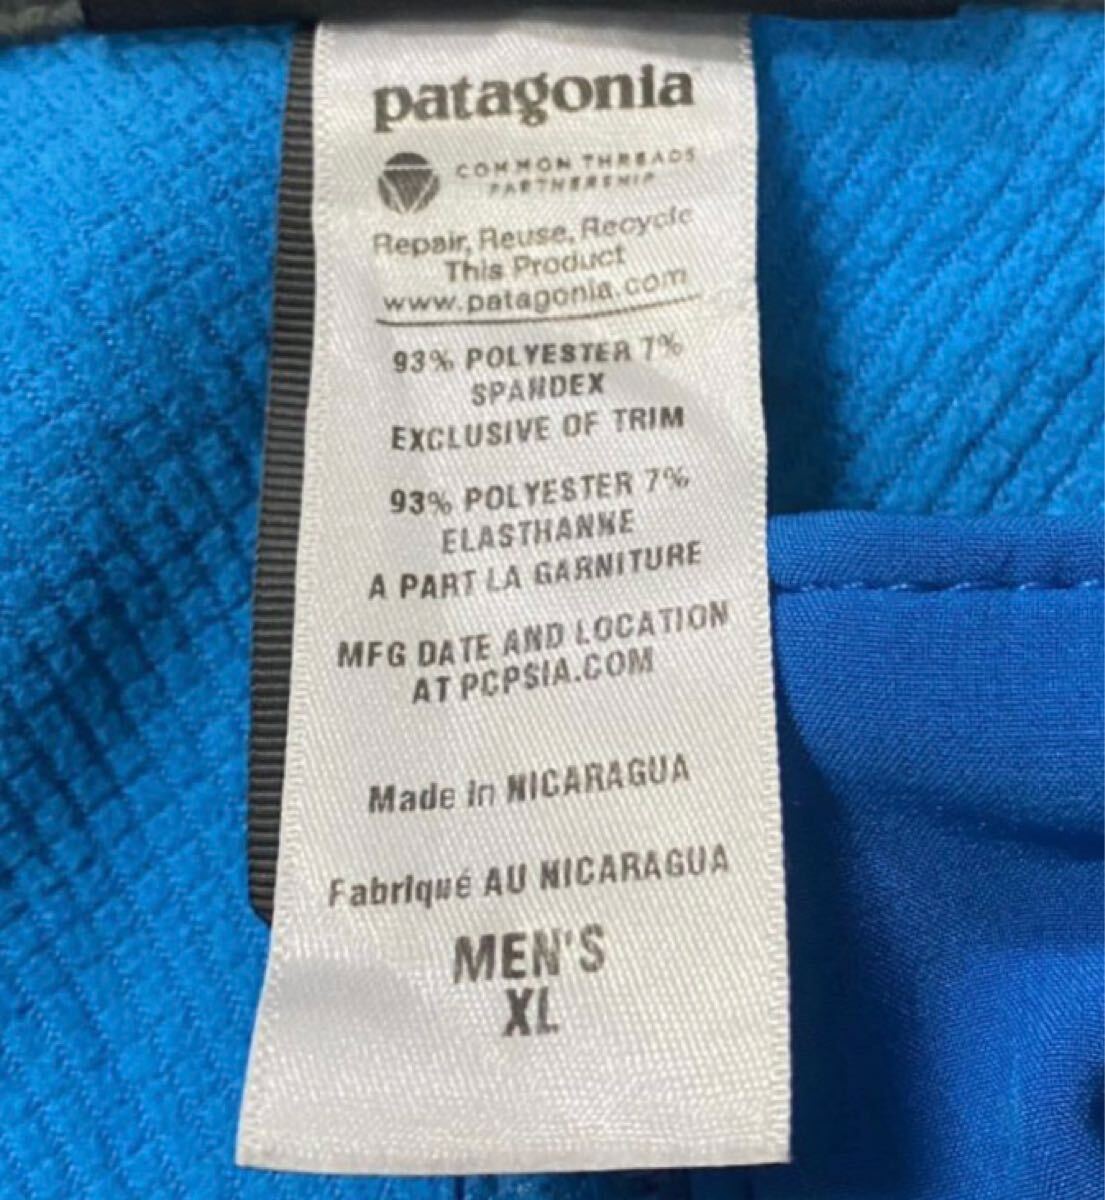 patagonia
COMMON THREADS
PARTNERSHIP
Repair, Reuse, Recycle
This Product
www.patagonia.com
93% POLYESTER 7%
SPANDEX
EXCLUSIVE OF TRIM
93% POLYESTER 7%
ELASTHANNE
A PART LA GARNITURE
MFG DATE AND LOCATION
AT PCPSIA.COM
Made in NICARAGUA
Fabriqué AU NICARAGUA
MEN'S
XL